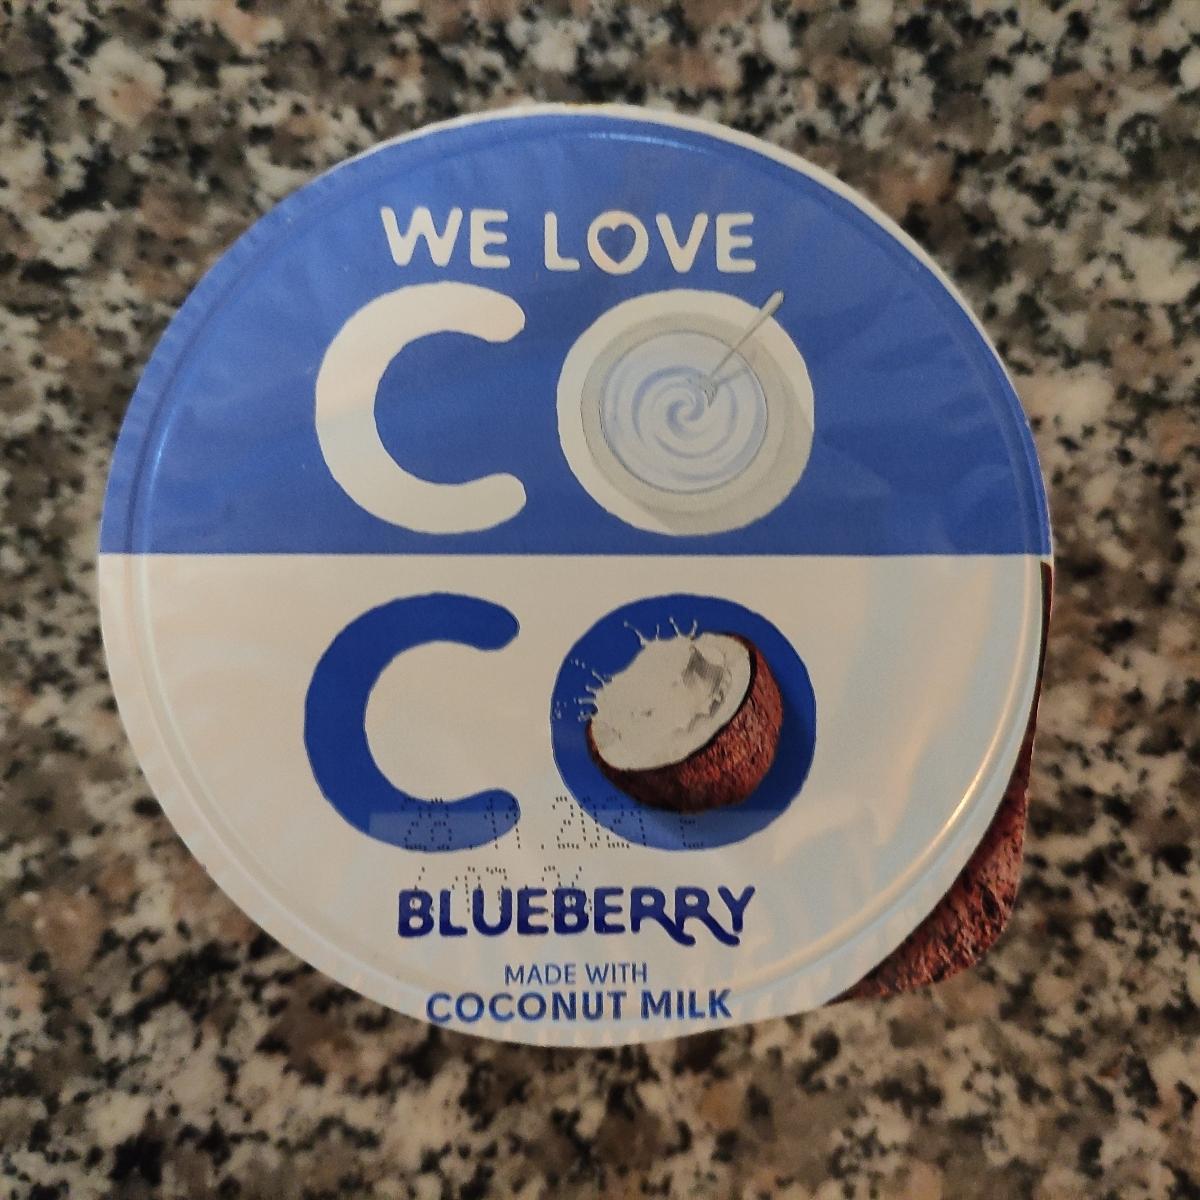 WE LOVE
CO
CO
BLUEBERRY
MADE WITH
COCONUT MILK